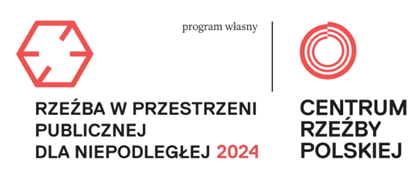 program własny
RZEŹBA W PRZESTRZENI
PUBLICZNEJ
DLA NIEPODLEGŁEJ 2024
CENTRUM
RZEŹBY
POLSKIEJ